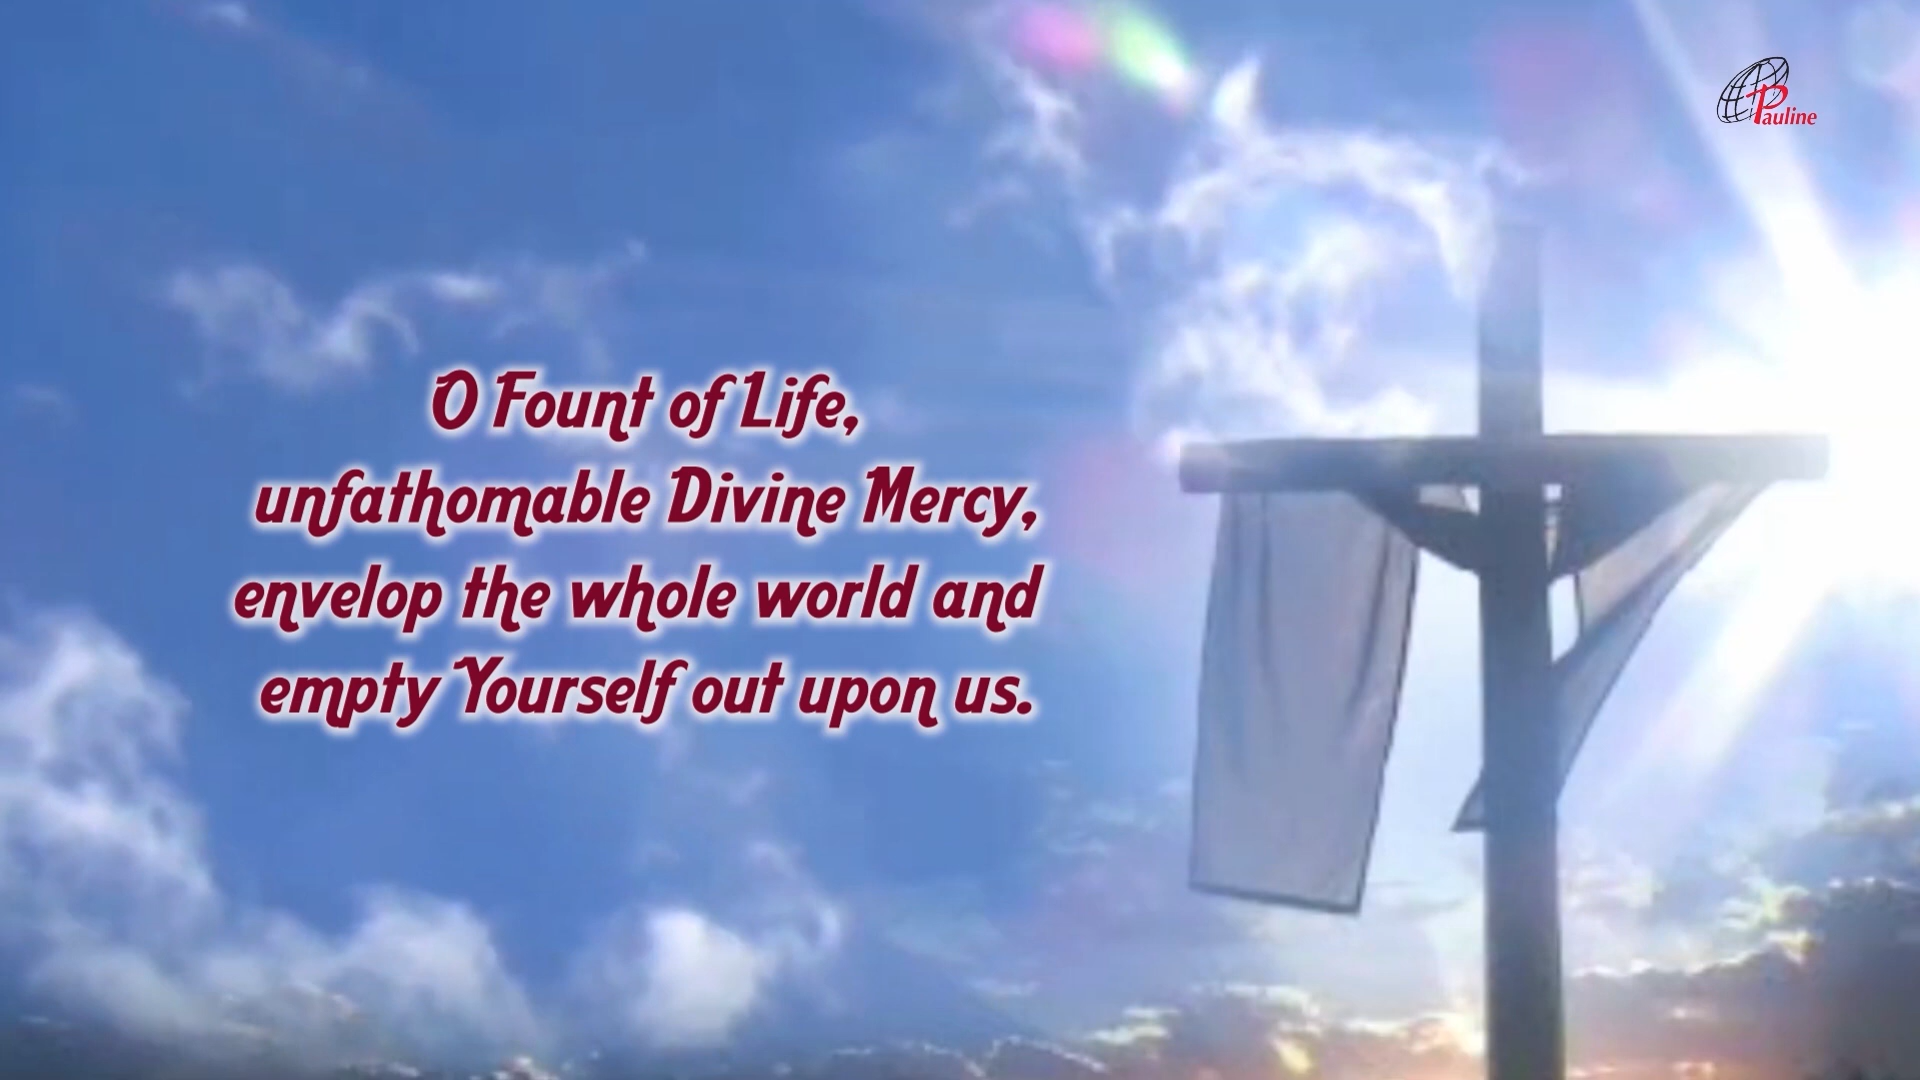 Pauline
O Fount of Life,
unfathomable Divine Mercy,
envelop the whole world and
empty Yourself out upon us.